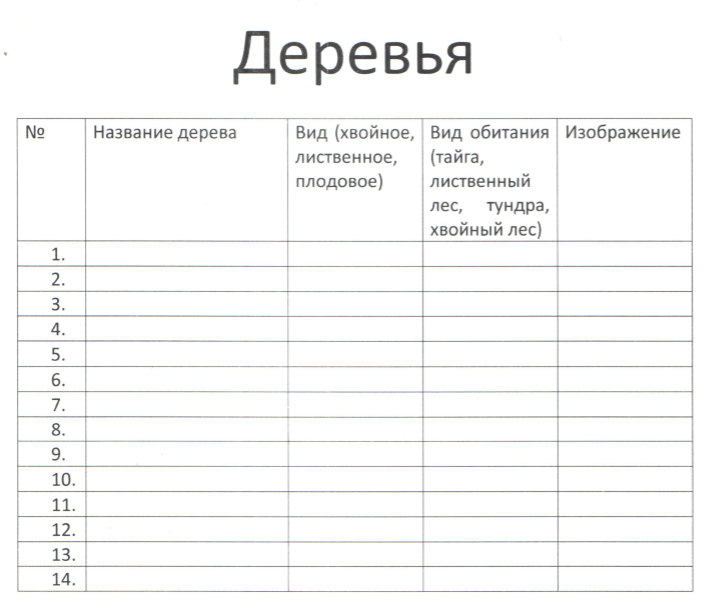 Деревья
№ Название дерева Вид (хвойное, Вид обитания Изображение
лиственное, (тайга,
плодовое) лиственный
лес, тундра,
хвойный лес)
1.
2.
3.
4.
5.
6.
7.
8.
9.
10.
11.
12.
13.
14.